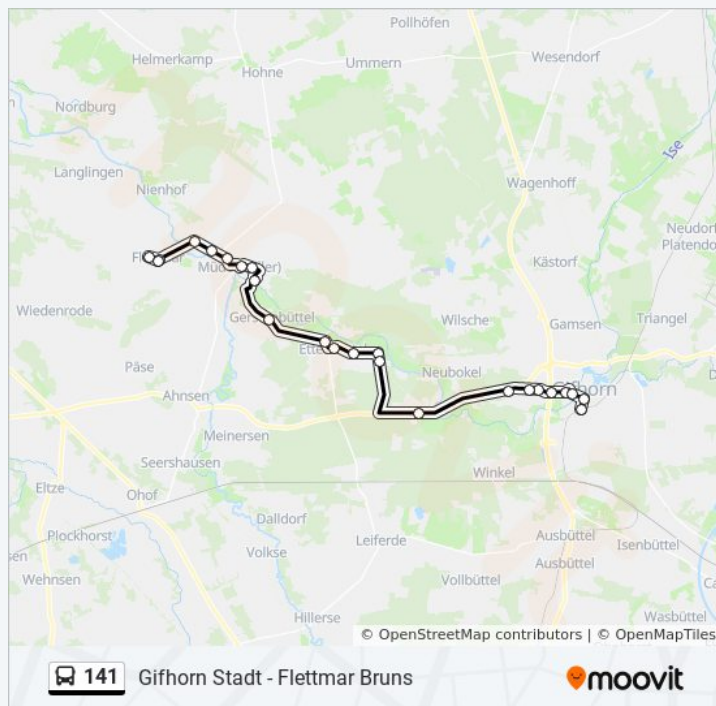 Pollhöfen
Helmerkamp
Ummern
Wesendorf
Hohne
Nordburg
Ise
Langlingen
Nienhof
Wagenhoff
Neudorf
Platendo
Kästorf
Wiedenrode
Gamsen
Triangel
Wilsche
Päse
Neubokel
Gifhorn
Ahnsen
Meinersen
Seershausen
Winkel
Eltze
Ohof
Dalldorf
Plockhorst
Leiferde
Ausbüttel
Isenbüttel
Volkse
Ausbüttel
Wehnsen
Vollbüttel
Hillerse
Wasbüttel
© OpenStreetMap contributors | © OpenMapTiles
141 Gifhorn Stadt - Flettmar Bruns
moovit